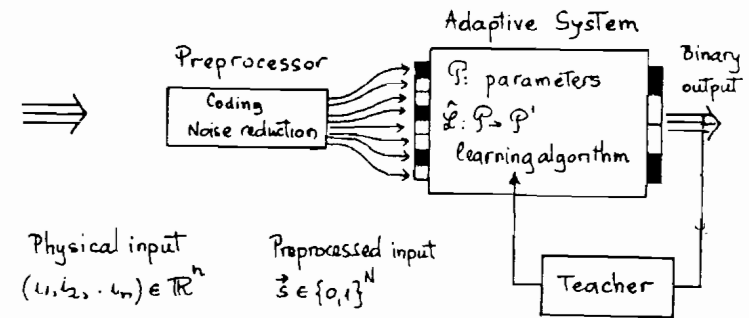 Adaptive System
Preprocessor
Binary
output
Coding
Noise reduction
𝒫: parameters
ℒ̂: 𝒫→𝒫'
learning algorithm
Physical input
(i₁,i₂, . iₙ) ∈ ℝⁿ
Preprocessed input
s⃗ ∈ {0,1}ᴺ
Teacher